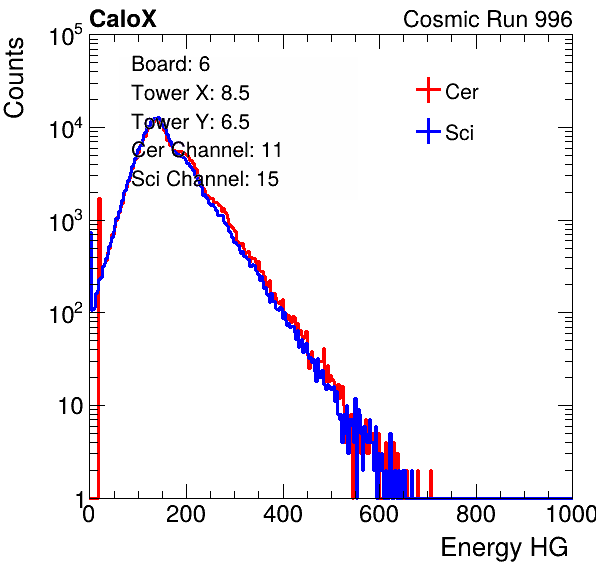 CaloX Cosmic Run 996
Counts
10^5
10^4
10^3
10^2
10
1
Board: 6
Tower X: 8.5
Tower Y: 6.5
Cer Channel: 11
Sci Channel: 15
Cer
Sci
0 200 400 600 800 1000
Energy HG